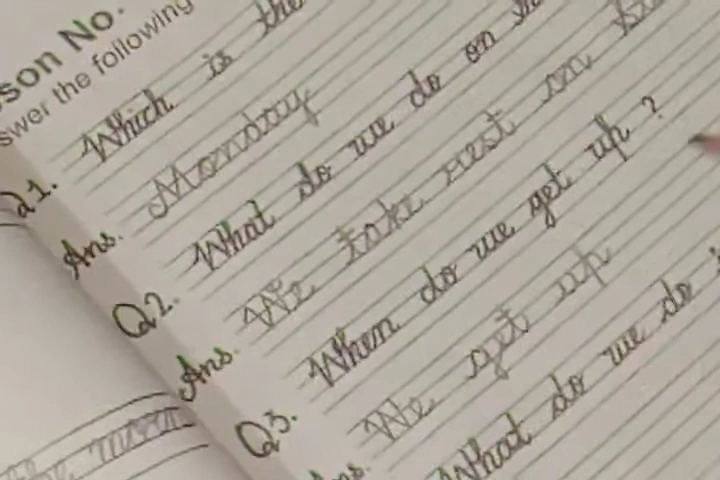 son No.
swer the following
Q1. Which is the
Ans. Monday
Q2. What do we do on
Ans. We take rest on
Q3. When do we get up ?
Ans. We get up
What do we do